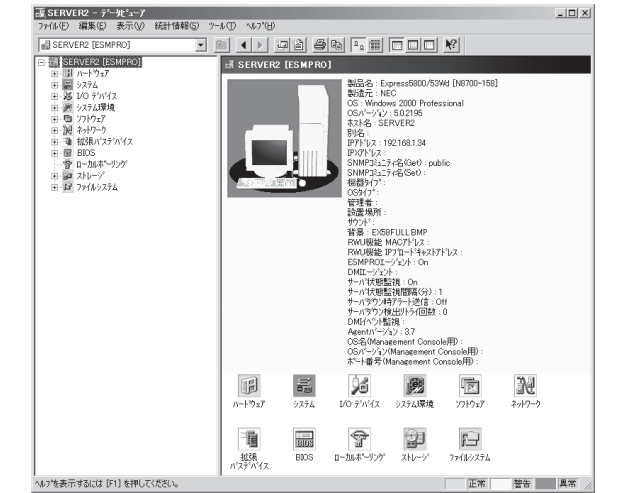 SERVER2 - ﾃﾞｰﾀﾋﾞｭｰｱ
ﾌｧｲﾙ(F) 編集(E) 表示(V) 統計情報(S) ﾂｰﾙ(T) ﾍﾙﾌﾟ(H)
SERVER2 [ESMPRO]
SERVER2 [ESMPRO]
ﾊｰﾄﾞｳｪｱ
ｼｽﾃﾑ
I/O ﾃﾞﾊﾞｲｽ
ｼｽﾃﾑ環境
ｿﾌﾄｳｪｱ
ﾈｯﾄﾜｰｸ
拡張ﾊﾞｽﾃﾞﾊﾞｲｽ
BIOS
ﾛｰｶﾙﾎﾟｰﾘﾝｸﾞ
ｽﾄﾚｰｼﾞ
ﾌｧｲﾙｼｽﾃﾑ
SERVER2 [ESMPRO]
製品名 : Express5800/53Wd [N8700-158]
製造元 : NEC
OS : Windows 2000 Professional
OSﾊﾞｰｼﾞｮﾝ : 5.0.2195
ﾎｽﾄ名 : SERVER2
別名 :
IPｱﾄﾞﾚｽ : 192.168.1.34
IPXｱﾄﾞﾚｽ :
SNMPｺﾐｭﾆﾃｨ名(Get) : public
SNMPｺﾐｭﾆﾃｨ名(Set) :
機器ﾀｲﾌﾟ :
OSﾀｲﾌﾟ :
管理者 :
設置場所 :
ｻｳﾝﾄﾞ :
背景 : EX58FULL.BMP
RWU機能 MACｱﾄﾞﾚｽ :
RWU機能 IPﾌﾞﾛｰﾄﾞｷｬｽﾄｱﾄﾞﾚｽ :
ESMPROｴｰｼﾞｪﾝﾄ : On
DMIｴｰｼﾞｪﾝﾄ :
ｻｰﾊﾞ状態監視 : On
ｻｰﾊﾞ状態監視間隔(分) : 1
ｻｰﾊﾞﾀﾞｳﾝ時ｱﾗｰﾄ送信 : Off
ｻｰﾊﾞﾀﾞｳﾝ検出ﾘﾄﾗｲ回数 : 0
DMIｲﾍﾞﾝﾄ監視 :
Agentﾊﾞｰｼﾞｮﾝ : 3.7
OS名(Management Console用) :
OSﾊﾞｰｼﾞｮﾝ(Management Console用) :
ﾎﾟｰﾄ番号(Management Console用) :
ﾊｰﾄﾞｳｪｱ ｼｽﾃﾑ I/O ﾃﾞﾊﾞｲｽ ｼｽﾃﾑ環境 ｿﾌﾄｳｪｱ ﾈｯﾄﾜｰｸ
BIOS
拡張ﾊﾞｽﾃﾞﾊﾞｲｽ BIOS ﾛｰｶﾙﾎﾟｰﾘﾝｸﾞ ｽﾄﾚｰｼﾞ ﾌｧｲﾙｼｽﾃﾑ
ﾍﾙﾌﾟを表示するには [F1] を押してください。 正常 警告 異常